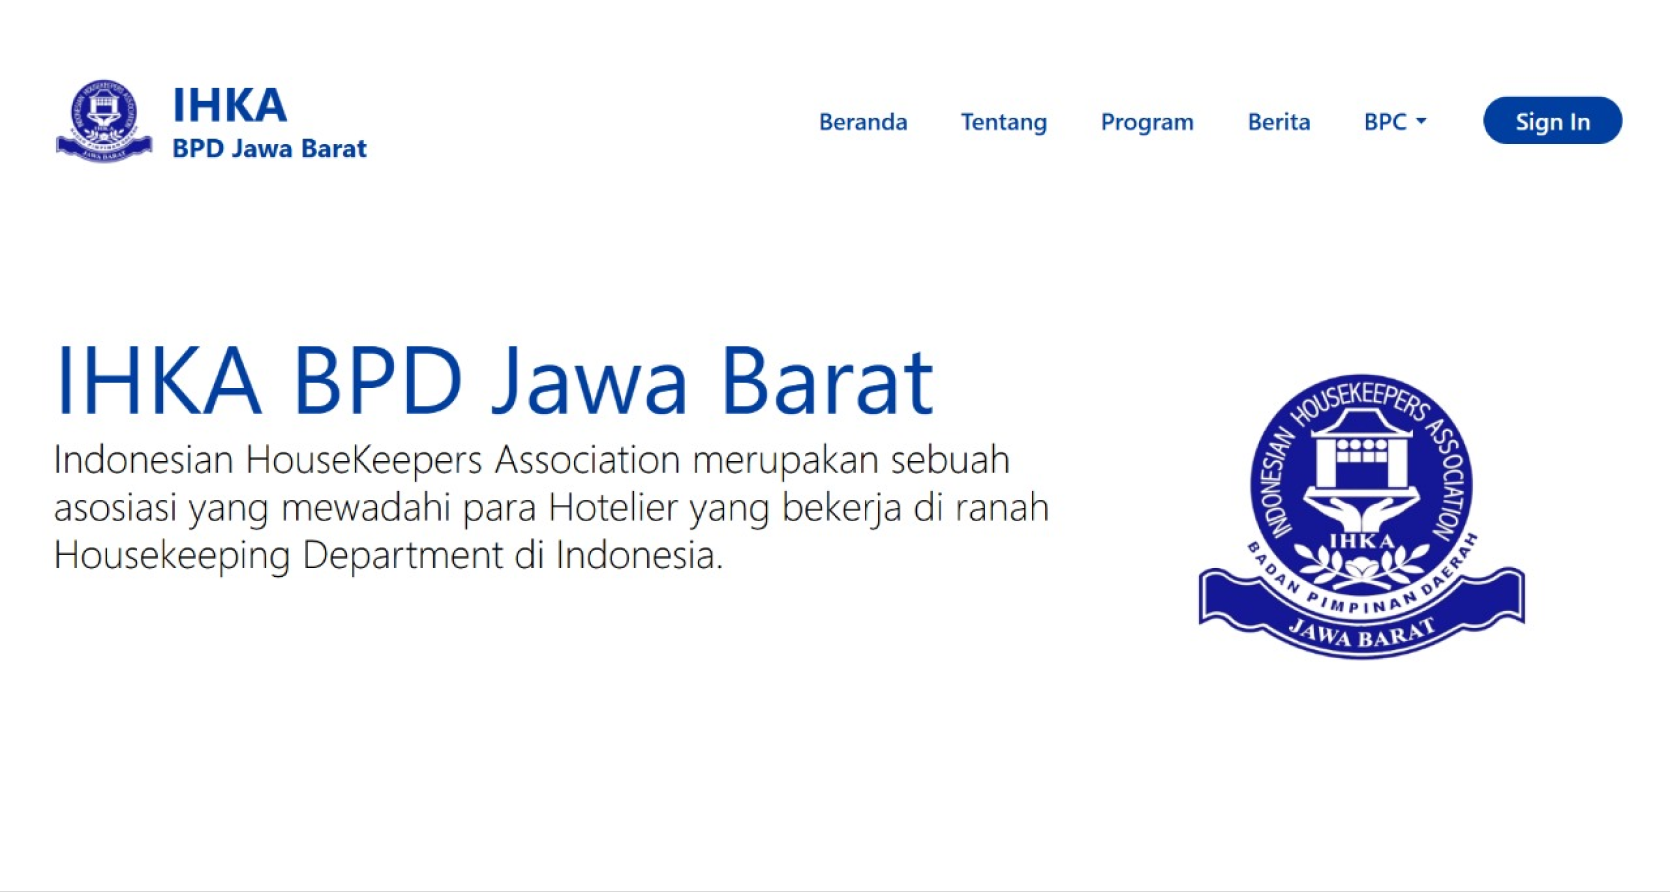 IHKA
BPD Jawa Barat
Beranda
Tentang
Program
Berita
BPC
Sign In
IHKA BPD Jawa Barat
Indonesian HouseKeepers Association merupakan sebuah
asosiasi yang mewadahi para Hotelier yang bekerja di ranah
Housekeeping Department di Indonesia.
INDONESIAN HOUSEKEEPERS ASSOCIATION
IHKA
BADAN PIMPINAN DAERAH
JAWA BARAT